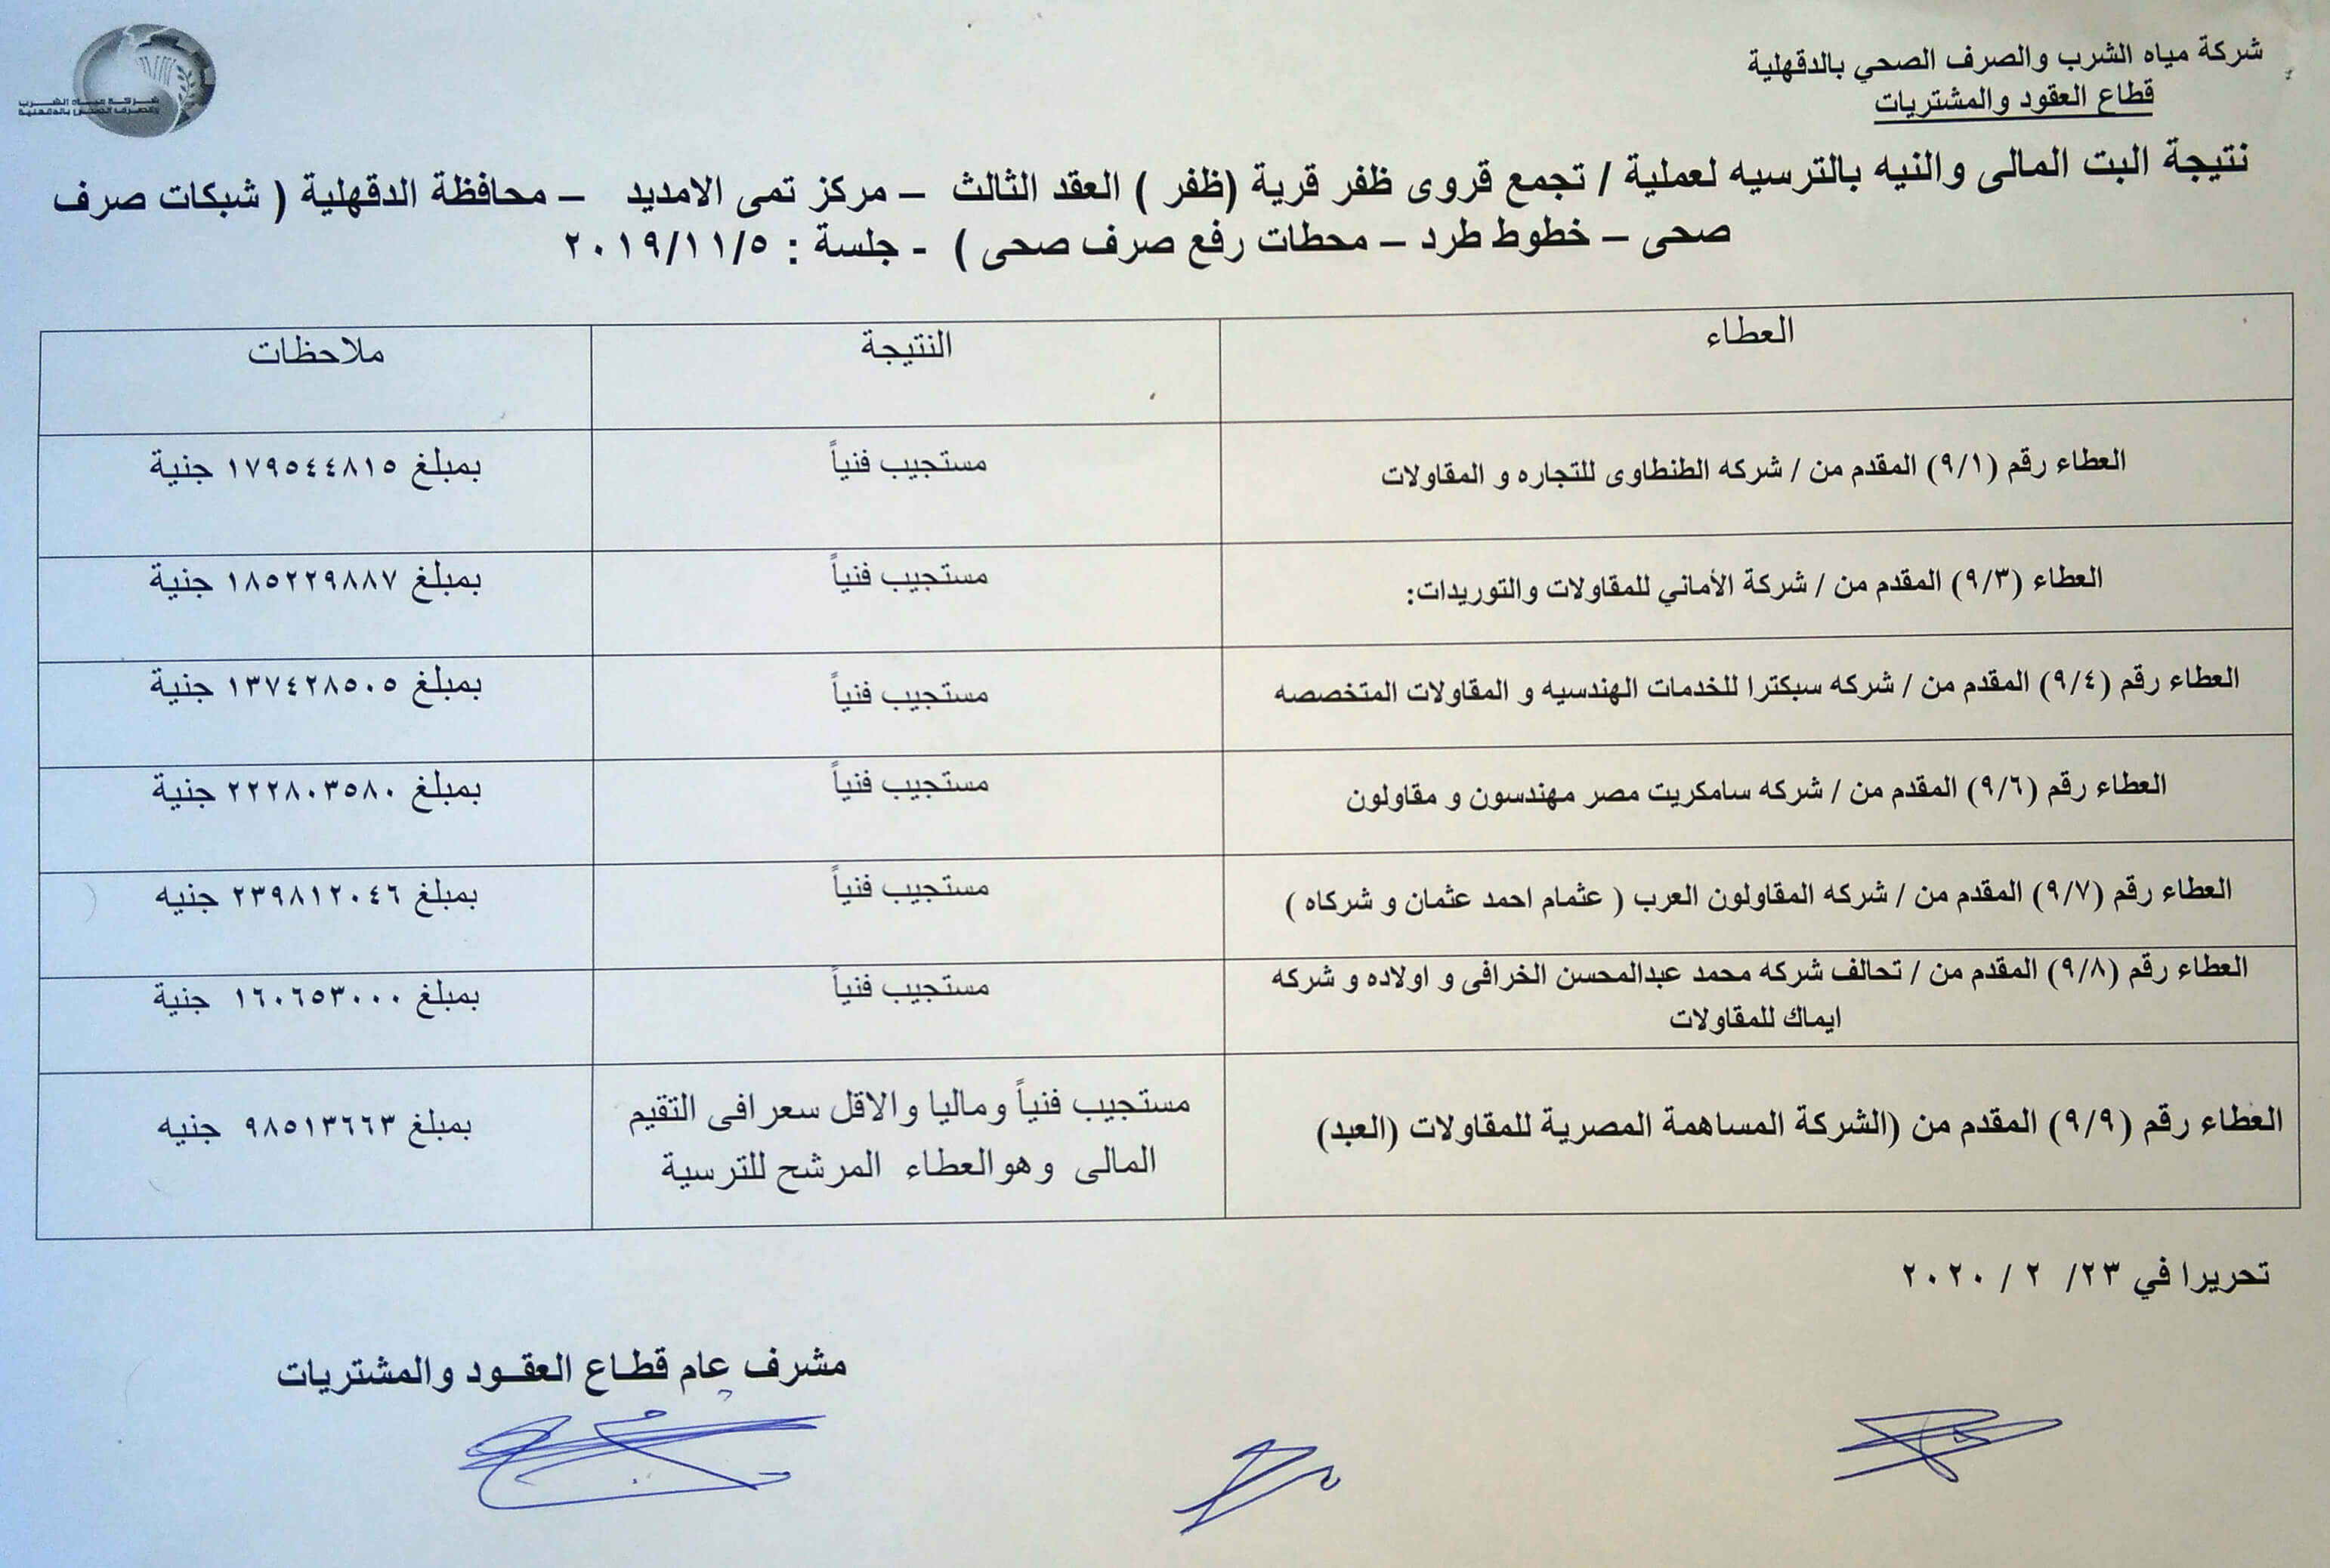 شركة مياه الشرب والصرف الصحي بالدقهلية
قطاع العقود والمشتريات
شركة مياه الشرب
والصرف الصحى بالدقهلية
نتيجة البت المالى والنيه بالترسيه لعملية / تجمع قروى ظفر قرية (ظفر ) العقد الثالث – مركز تمى الامديد – محافظة الدقهلية ( شبكات صرف
صحى – خطوط طرد – محطات رفع صرف صحى ) - جلسة : ٢٠١٩/١١/٥
العطاء
النتيجة
ملاحظات
العطاء رقم (٩/١) المقدم من / شركه الطنطاوى للتجاره و المقاولات
مستجيب فنياً
بمبلغ ١٧٩٥٤٤٨١٥ جنية
العطاء (٩/٣) المقدم من / شركة الأماني للمقاولات والتوريدات:
مستجيب فنياً
بمبلغ ١٨٥٢٢٩٨٨٧ جنية
العطاء رقم (٩/٤) المقدم من / شركه سبكترا للخدمات الهندسيه و المقاولات المتخصصه
مستجيب فنياً
بمبلغ ١٣٧٤٢٨٥٠٥ جنية
العطاء رقم (٩/٦) المقدم من / شركه سامكريت مصر مهندسون و مقاولون
مستجيب فنياً
بمبلغ ٢٢٢٨٠٣٥٨٠ جنية
العطاء رقم (٩/٧) المقدم من / شركه المقاولون العرب ( عثمام احمد عثمان و شركاه )
مستجيب فنياً
بمبلغ ٢٣٩٨١٢٠٤٦ جنيه
العطاء رقم (٩/٨) المقدم من / تحالف شركه محمد عبدالمحسن الخرافى و اولاده و شركه
ايماك للمقاولات
مستجيب فنياً
بمبلغ ١٦٠٦٥٣٠٠٠ جنية
العطاء رقم (٩/٩) المقدم من (الشركة المساهمة المصرية للمقاولات (العبد)
مستجيب فنياً وماليا والاقل سعرافى التقيم
المالى وهوالعطاء المرشح للترسية
بمبلغ ٩٨٥١٣٦٦٣ جنيه
تحريرا في ٢٣/ ٢ / ٢٠٢٠
مشرف عام قطاع العقود والمشتريات